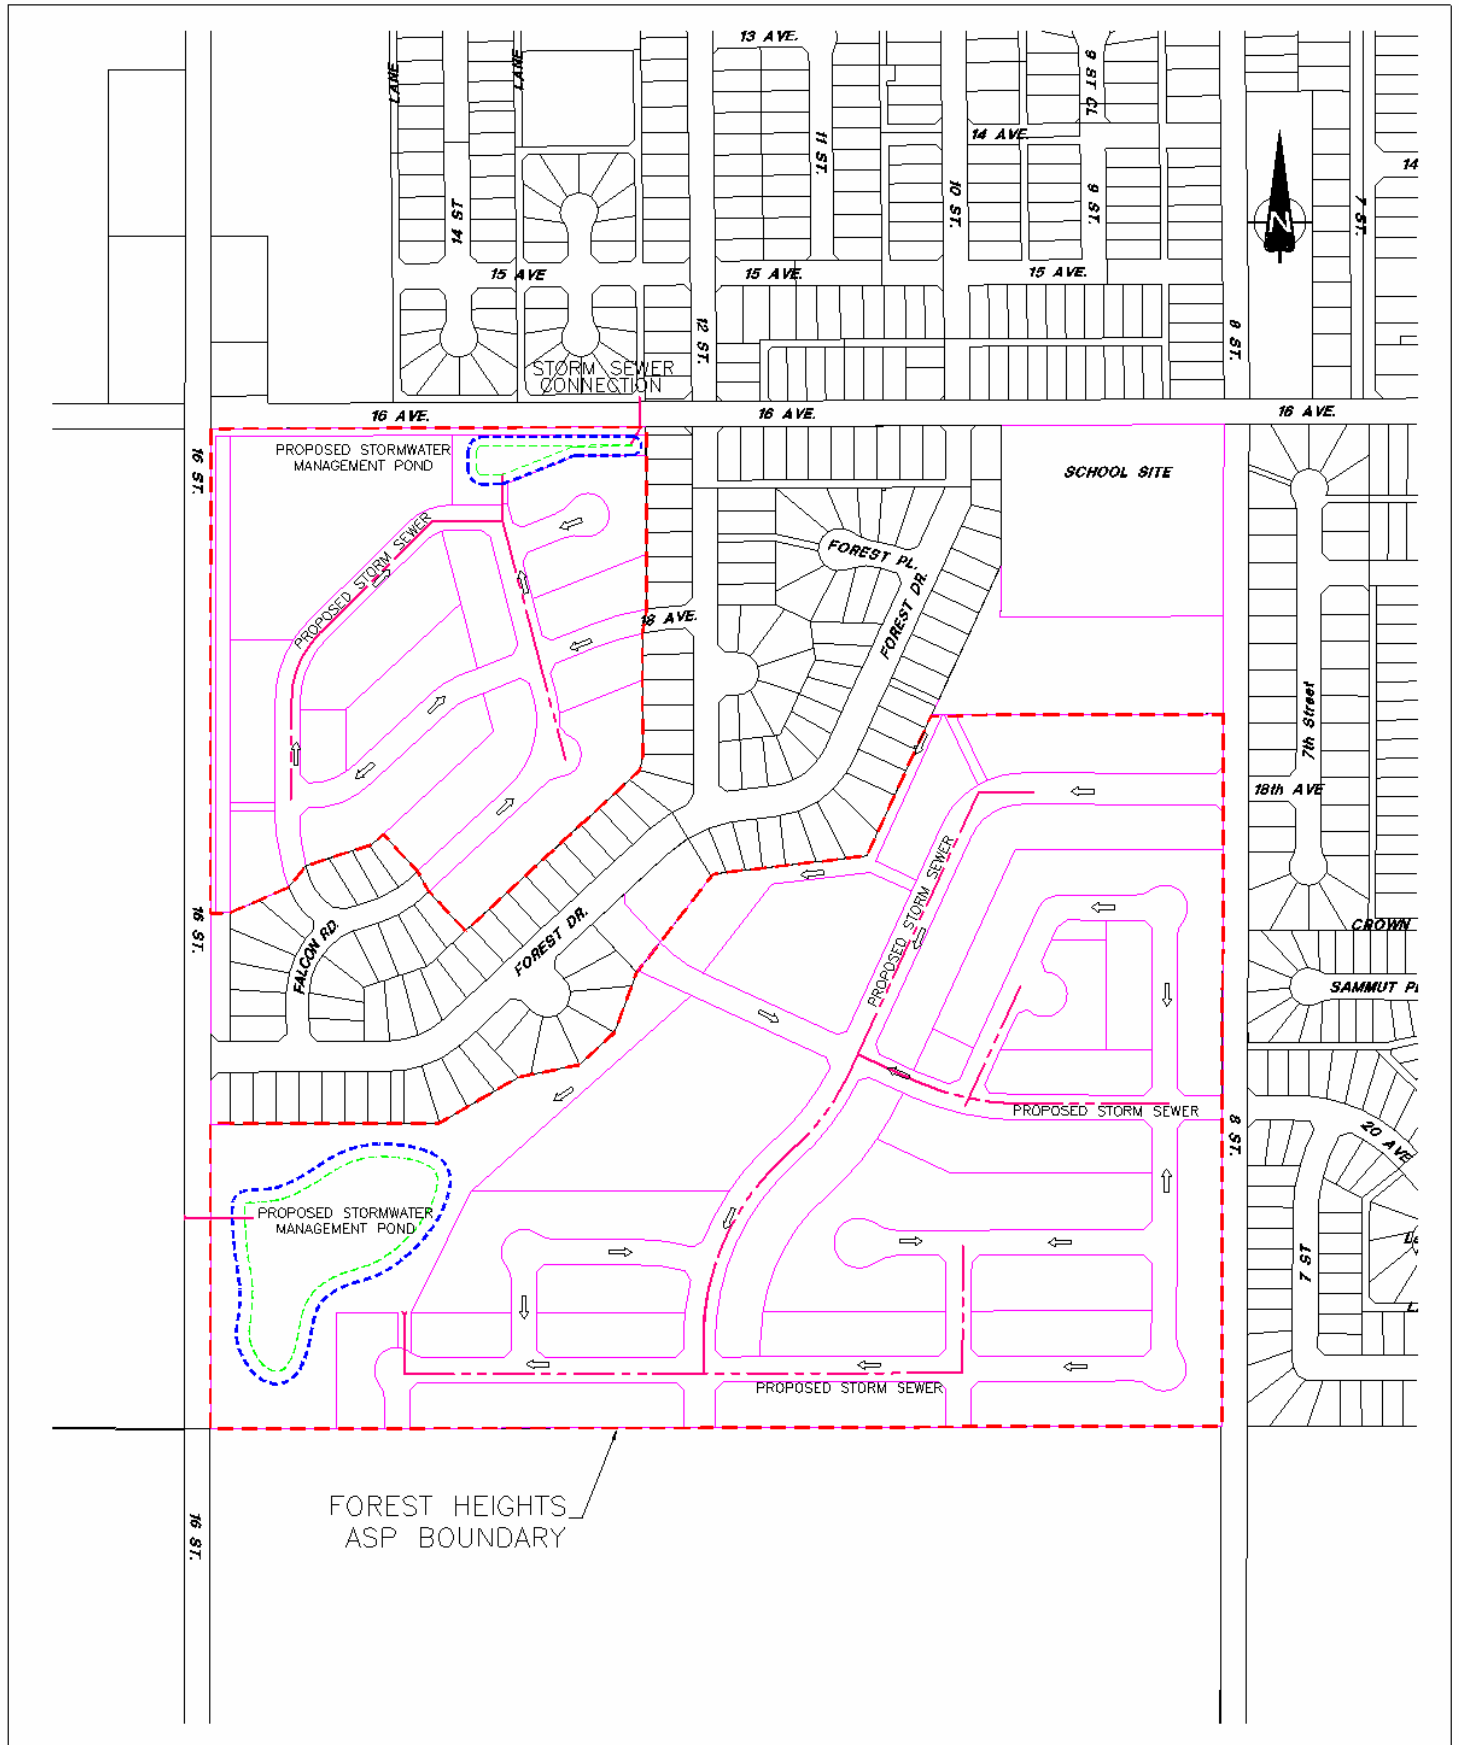 13 AVE.
LANE
LANE
9 ST CL
14 AVE.
11 ST.
14
14 ST
10 ST.
9 ST.
7 ST.
N
15 AVE
15 AVE.
15 AVE.
12 ST.
8 ST.
STORM SEWER
CONNECTION
16 AVE.
16 AVE.
16 AVE.
PROPOSED STORMWATER
MANAGEMENT POND
16 ST.
SCHOOL SITE
PROPOSED STORM SEWER
FOREST PL.
FOREST DR.
18 AVE.
7th Street
18th AVE
PROPOSED STORM SEWER
16 ST.
FALCON RD.
FOREST DR.
CROWN
SAMMUT PL
PROPOSED STORM SEWER
8 ST.
20 AVE
PROPOSED STORMWATER
MANAGEMENT POND
7 ST
PROPOSED STORM SEWER
FOREST HEIGHTS
ASP BOUNDARY
16 ST.